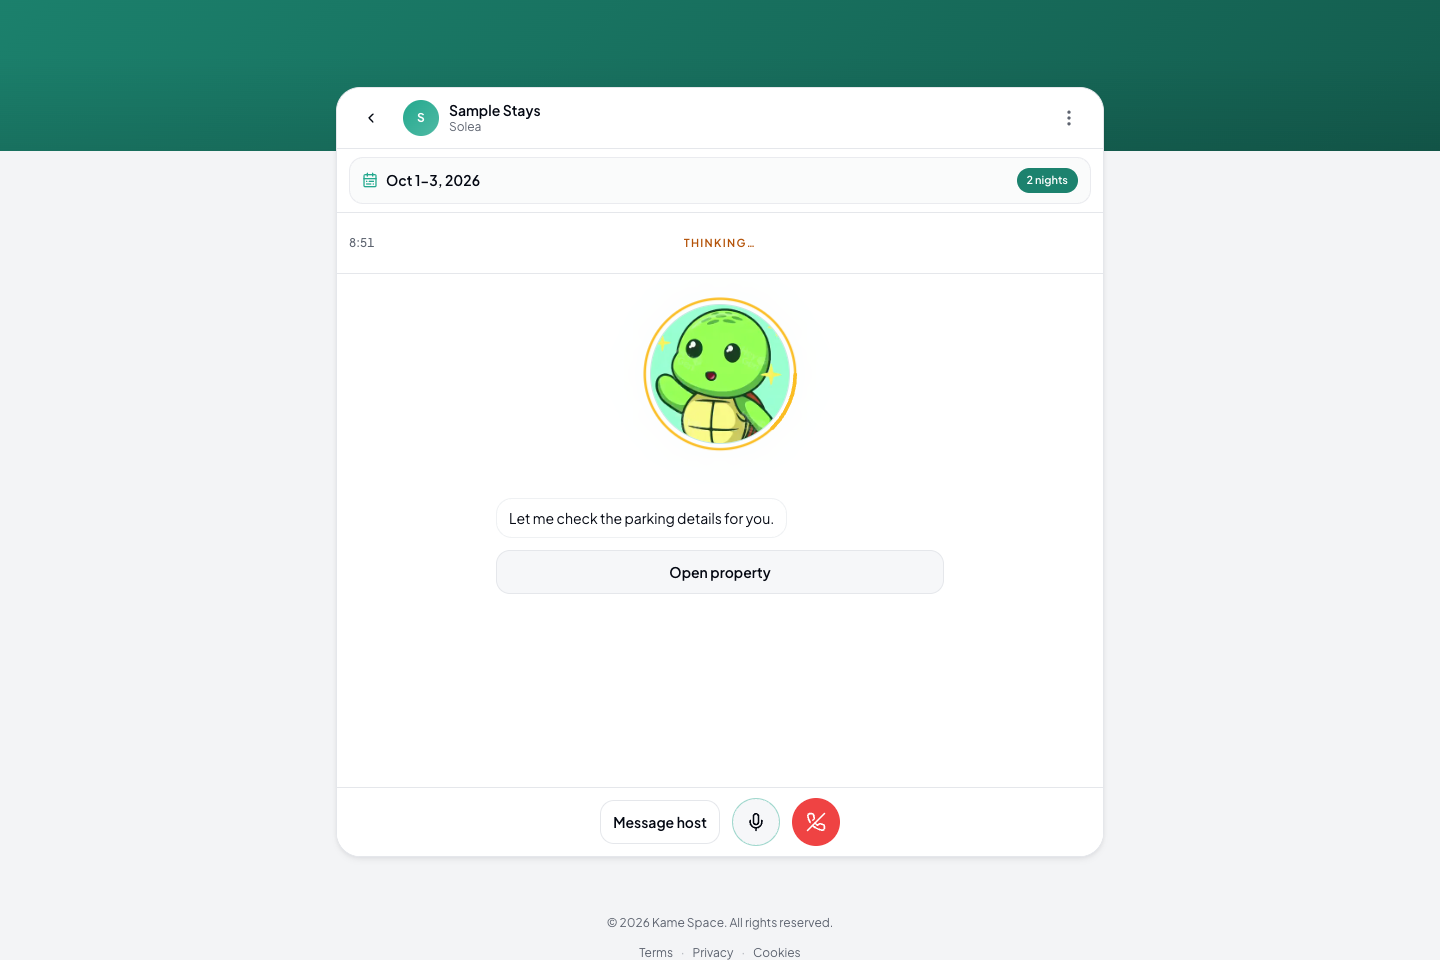 S
Sample Stays
Solea
Oct 1–3, 2026
2 nights
8:51
THINKING…
Let me check the parking details for you.
Open property
Message host
© 2026 Kame Space. All rights reserved.
Terms · Privacy · Cookies